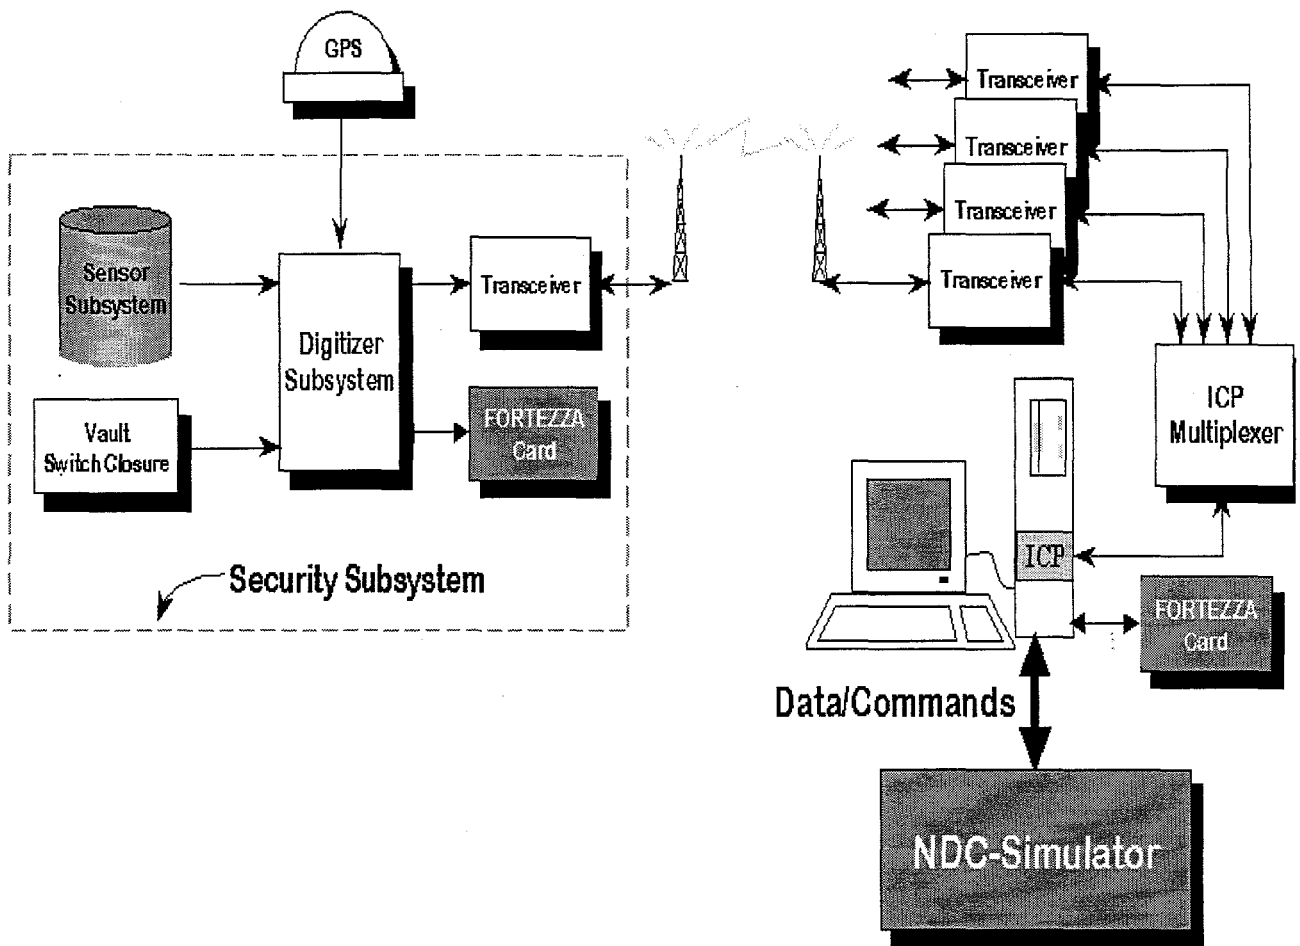 GPS
Transceiver
Transceiver
Transceiver
Transceiver
Sensor
Subsystem
Digitizer
Subsystem
Transceiver
Vault
Switch Closure
FORTEZZA
Card
Security Subsystem
ICP
Multiplexer
ICP
FORTEZZA
Card
Data/Commands
NDC-Simulator